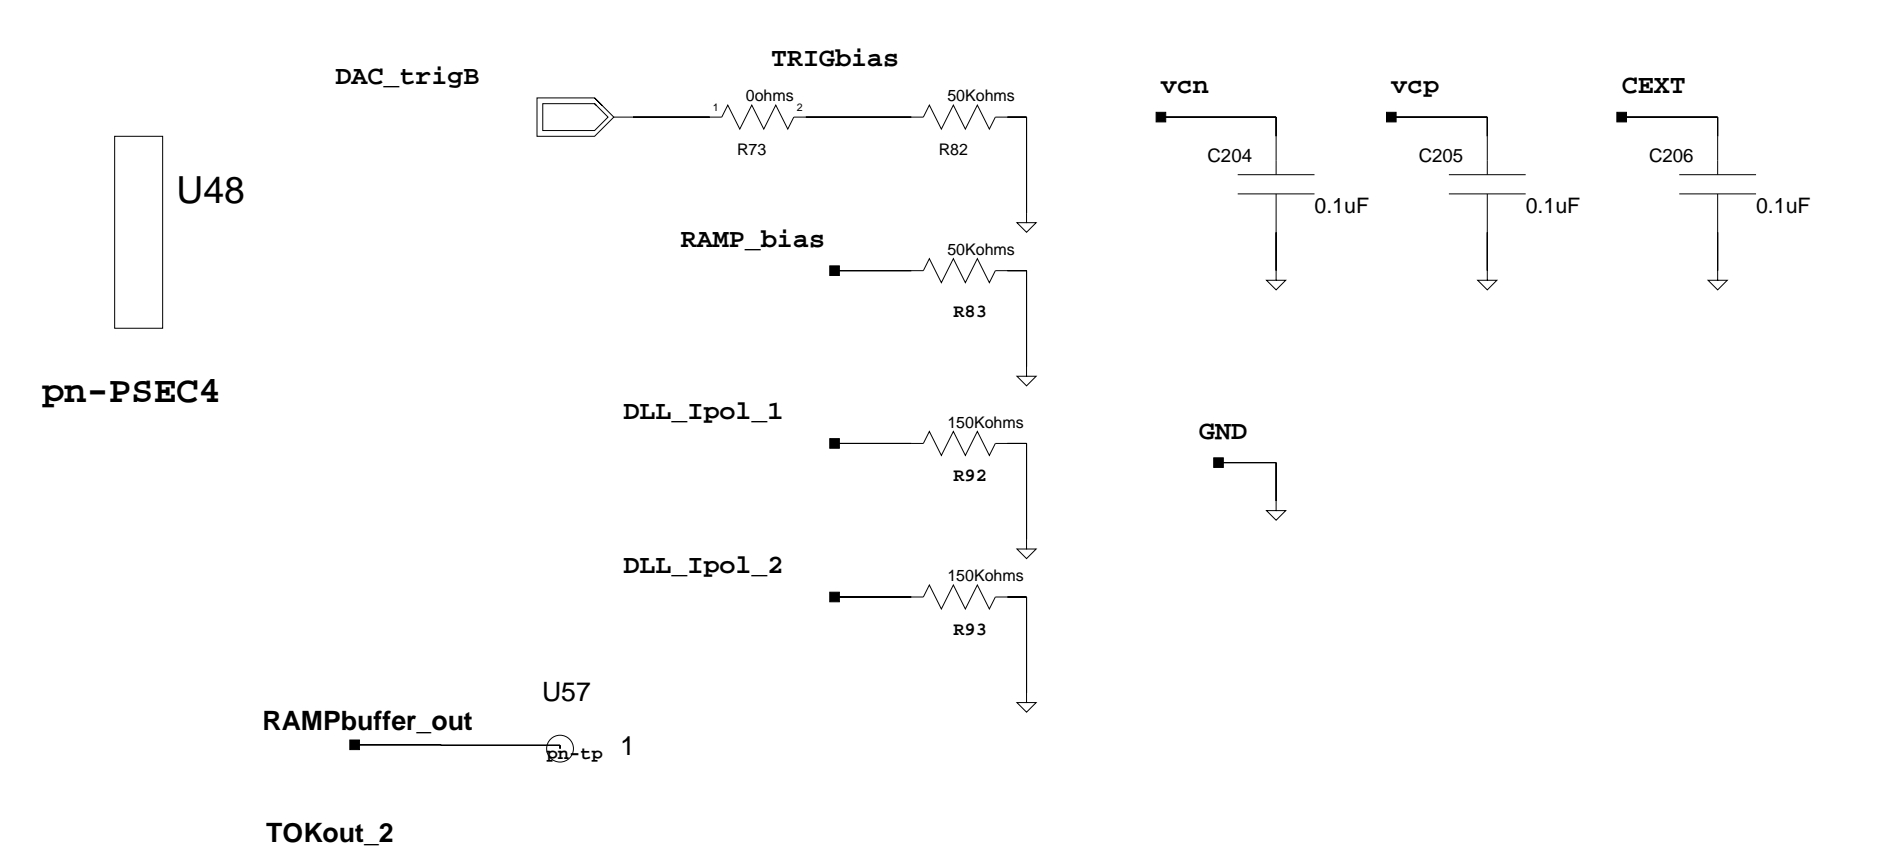 TRIGbias
DAC_trigB
vcn
vcp
CEXT
0ohms
50Kohms
1
2
R73
R82
C204
C205
C206
U48
0.1uF
0.1uF
0.1uF
RAMP_bias
50Kohms
R83
pn-PSEC4
DLL_Ipol_1
150Kohms
GND
R92
DLL_Ipol_2
150Kohms
R93
U57
RAMPbuffer_out
pn-tp
1
TOKout_2